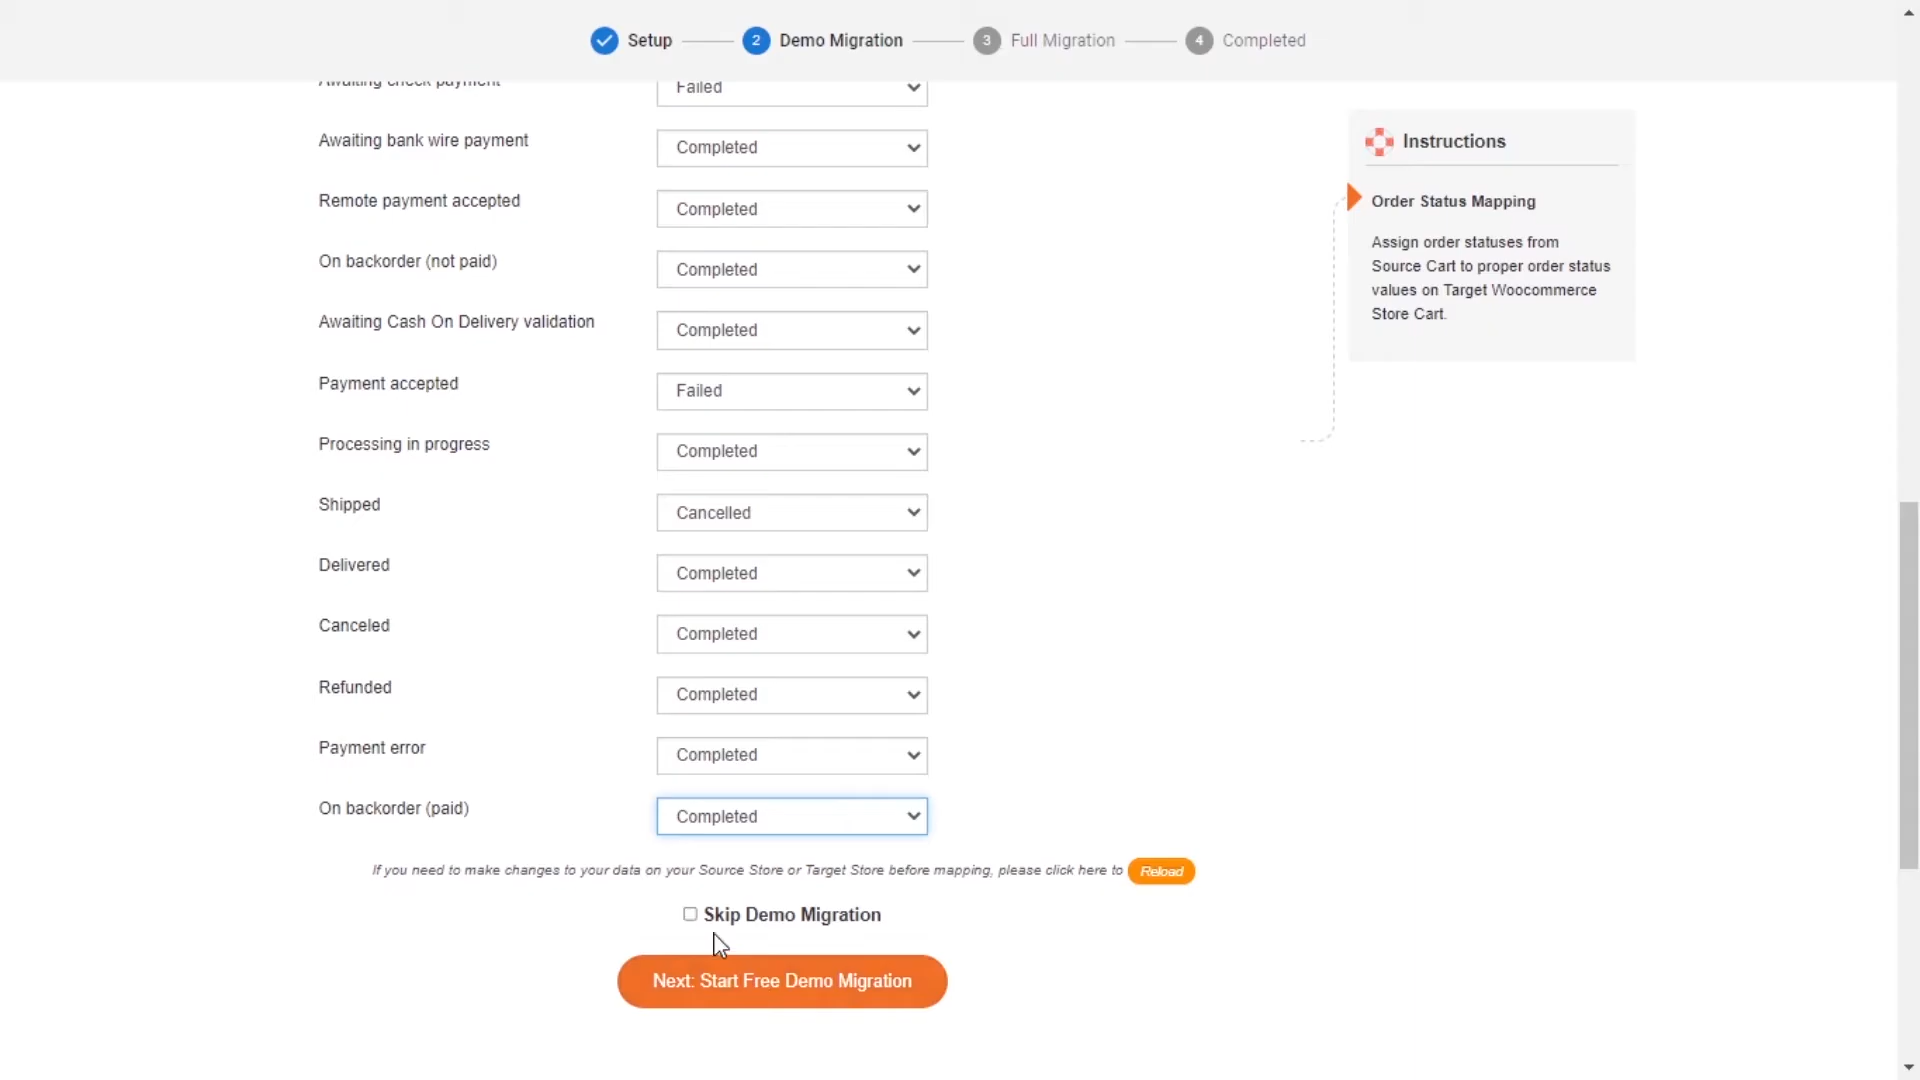 Setup
2 Demo Migration
3 Full Migration
4 Completed
Awaiting check payment
Failed
Awaiting bank wire payment
Completed
Remote payment accepted
Completed
On backorder (not paid)
Completed
Awaiting Cash On Delivery validation
Completed
Payment accepted
Failed
Processing in progress
Completed
Shipped
Cancelled
Delivered
Completed
Canceled
Completed
Refunded
Completed
Payment error
Completed
On backorder (paid)
Completed
If you need to make changes to your data on your Source Store or Target Store before mapping, please click here to Reload
Skip Demo Migration
Next: Start Free Demo Migration
Instructions
Order Status Mapping
Assign order statuses from
Source Cart to proper order status
values on Target Woocommerce
Store Cart.